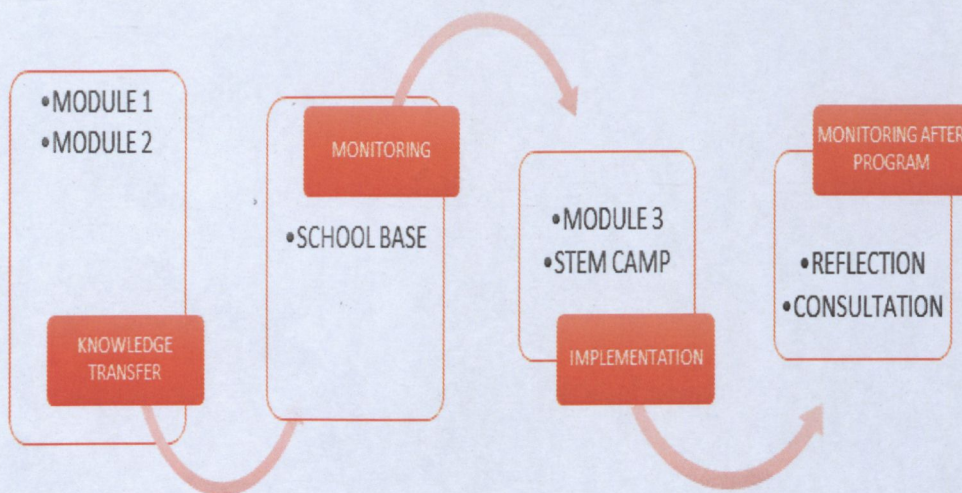 •MODULE 1
•MODULE 2
KNOWLEDGE
TRANSFER
MONITORING
•SCHOOL BASE
•MODULE 3
•STEM CAMP
IMPLEMENTATION
MONITORING AFTER
PROGRAM
•REFLECTION
•CONSULTATION